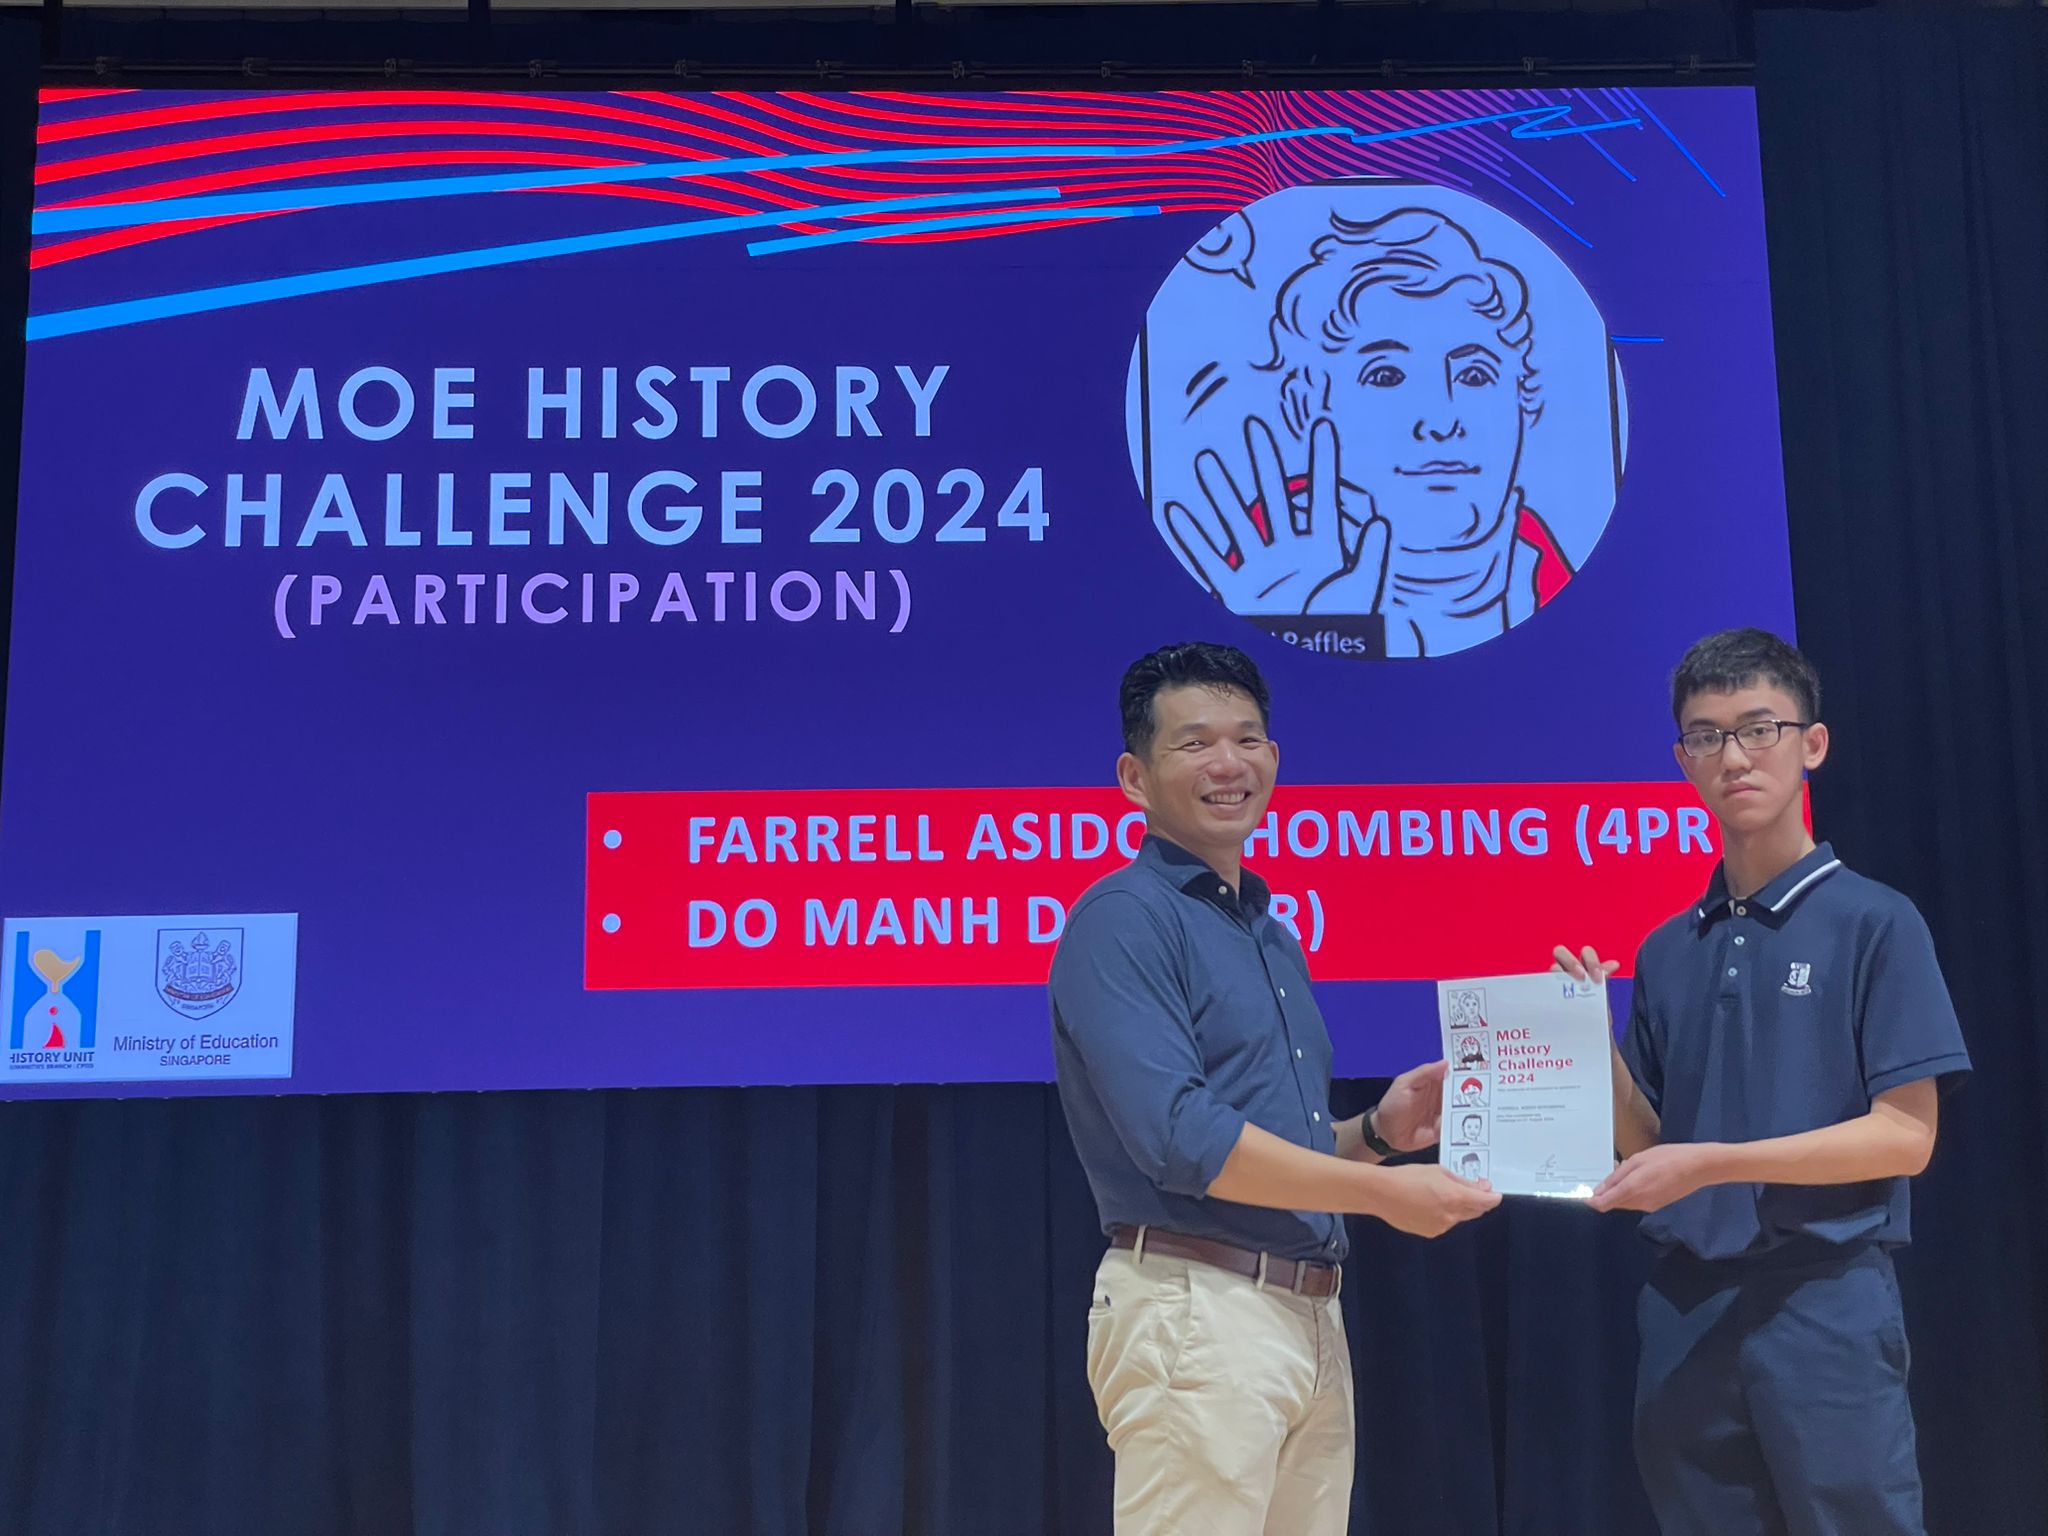 MOE HISTORY
CHALLENGE 2024
(PARTICIPATION)
Raffles
• FARRELL ASIDO HOMBING (4PR
• DO MANH D R)
HISTORY UNIT
Ministry of Education
SINGAPORE
MOE
History
Challenge
2024